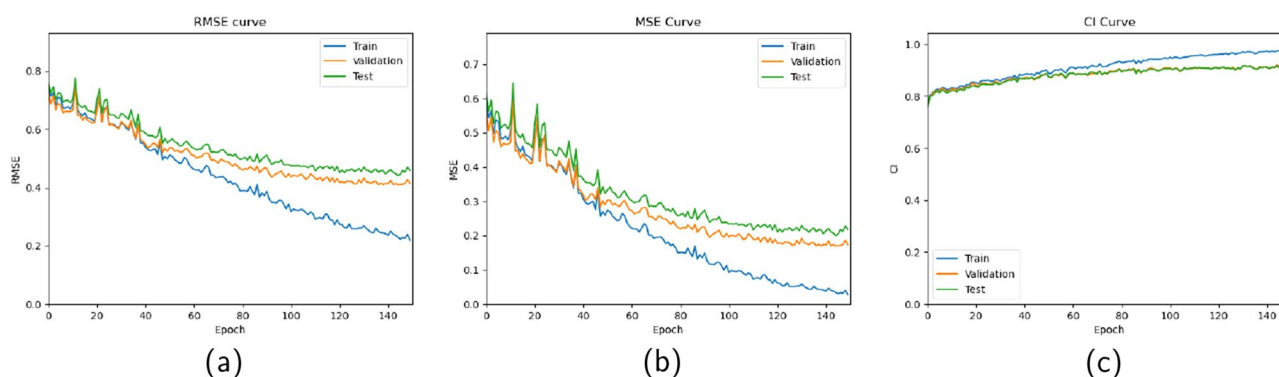 RMSE curve
Train
Validation
Test
0.8
0.6
0.4
0.2
0.0
RMSE
0 20 40 60 80 100 120 140
Epoch
(a)
MSE Curve
Train
Validation
Test
0.7
0.6
0.5
0.4
0.3
0.2
0.1
0.0
MSE
0 20 40 60 80 100 120 140
Epoch
(b)
CI Curve
1.0
0.8
0.6
0.4
0.2
0.0
CI
Train
Validation
Test
0 20 40 60 80 100 120 140
Epoch
(c)